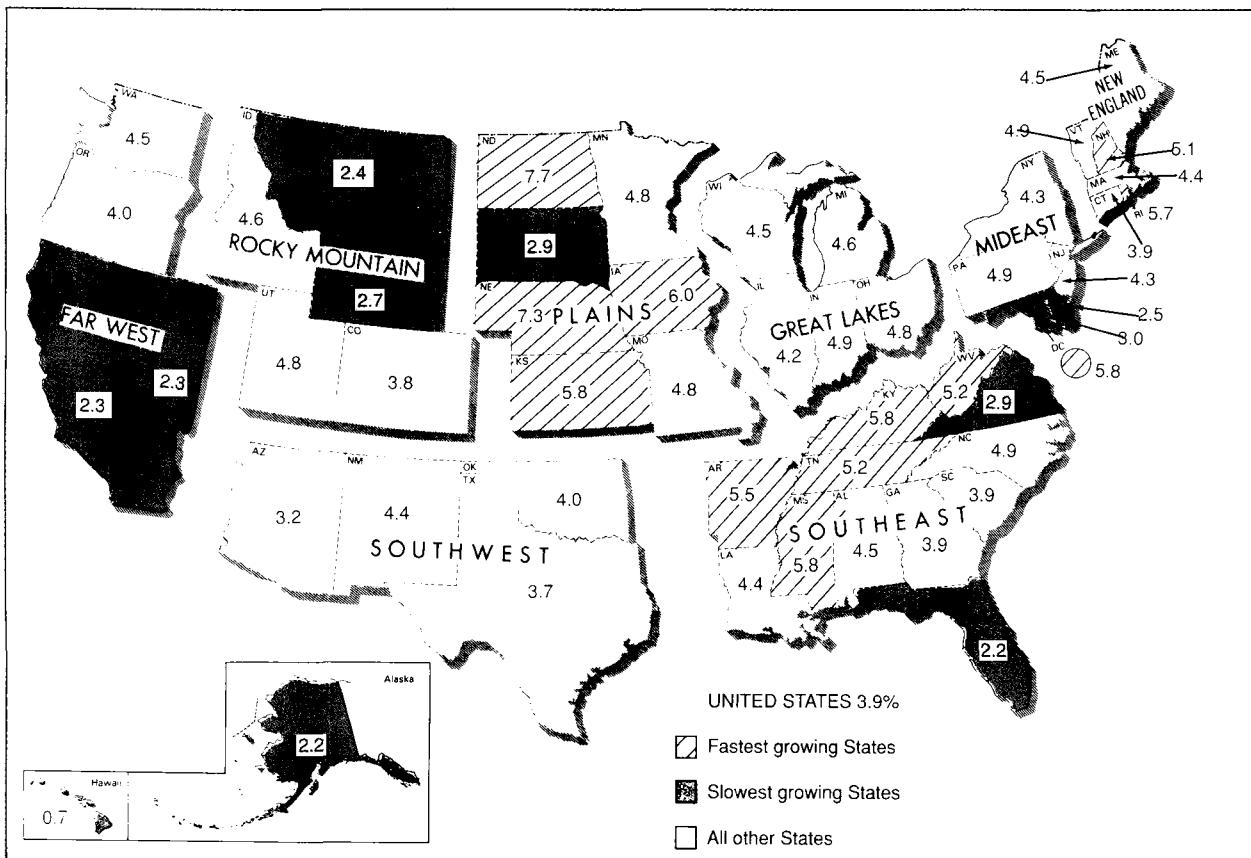 WA
4.5
OR
4.0
ID
4.6
2.4
ROCKY MOUNTAIN
2.7
FAR WEST
2.3
2.3
UT
4.8
CO
3.8
ND
7.7
MN
4.8
2.9
NE
7.3
IA
6.0
PLAINS
KS
5.8
MO
4.8
WI
4.5
MI
4.6
GREAT LAKES
IL
4.2
IN
4.9
OH
4.8
ME
4.5
NEW
ENGLAND
VT
4.9
NH
5.1
MA
4.4
CT
3.9
RI
5.7
NY
4.3
MIDEAST
PA
4.9
NJ
4.3
2.5
3.0
DC
5.8
WV
5.2
2.9
KY
5.8
NC
4.9
TN
5.2
AR
5.5
SC
3.9
MS
5.8
AL
4.5
GA
3.9
SOUTHEAST
LA
4.4
2.2
AZ
3.2
NM
4.4
OK
4.0
TX
3.7
SOUTHWEST
Alaska
2.2
Hawaii
0.7
UNITED STATES 3.9%
Fastest growing States
Slowest growing States
All other States